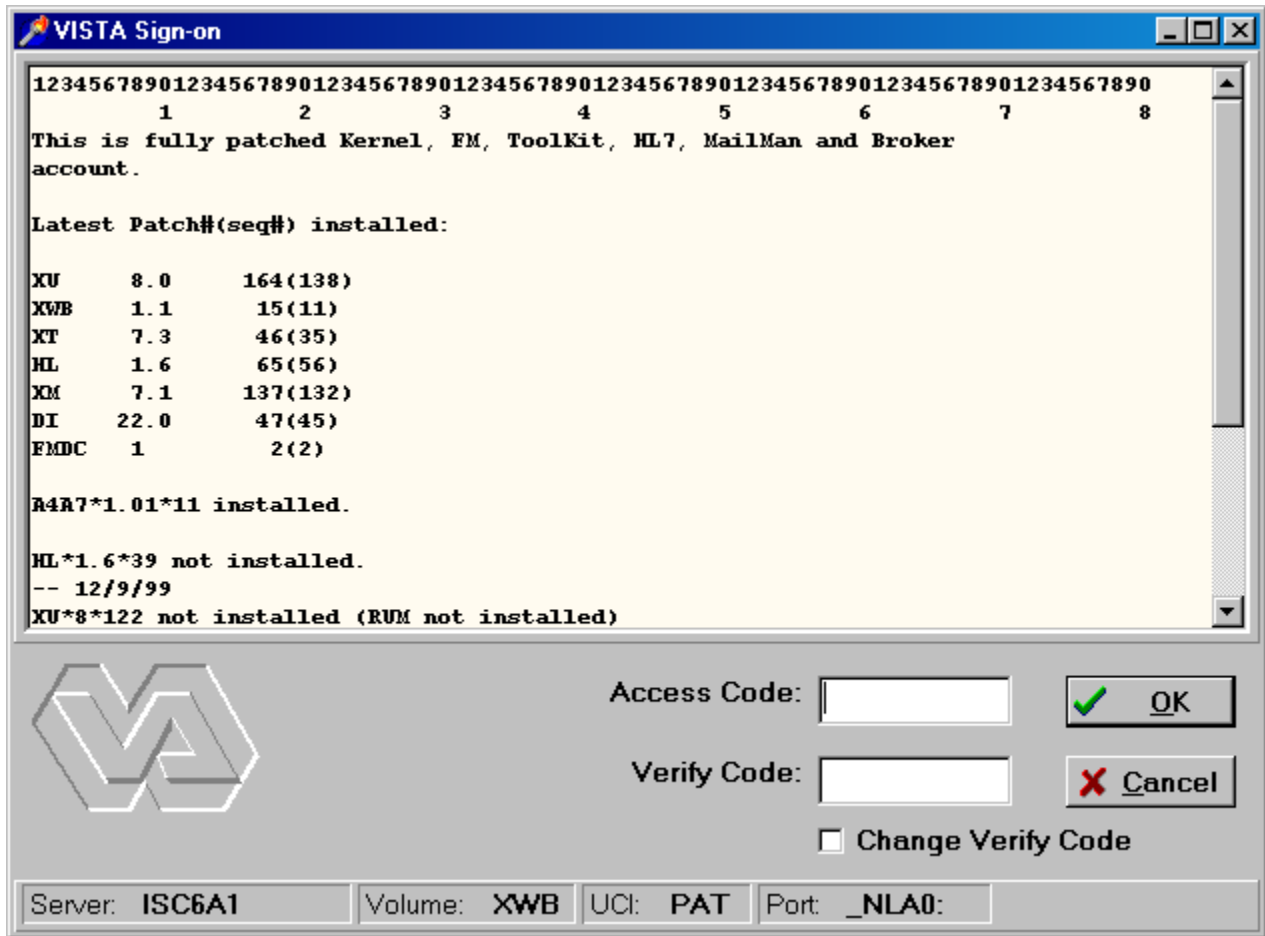 VISTA Sign-on
12345678901234567890123456789012345678901234567890123456789012345678901234567890
         1         2         3         4         5         6         7         8
This is fully patched Kernel, FM, ToolKit, HL7, MailMan and Broker
account.
Latest Patch#(seq#) installed:
XU     8.0     164(138)
XWB    1.1      15(11)
XT     7.3      46(35)
HL     1.6      65(56)
XM     7.1     137(132)
DI    22.0      47(45)
FMDC   1         2(2)
A4A7*1.01*11 installed.
HL*1.6*39 not installed.
-- 12/9/99
XU*8*122 not installed (RUM not installed)
Access Code:
OK
Verify Code:
Cancel
Change Verify Code
Server: ISC6A1 Volume: XWB UCI: PAT Port: _NLA0: